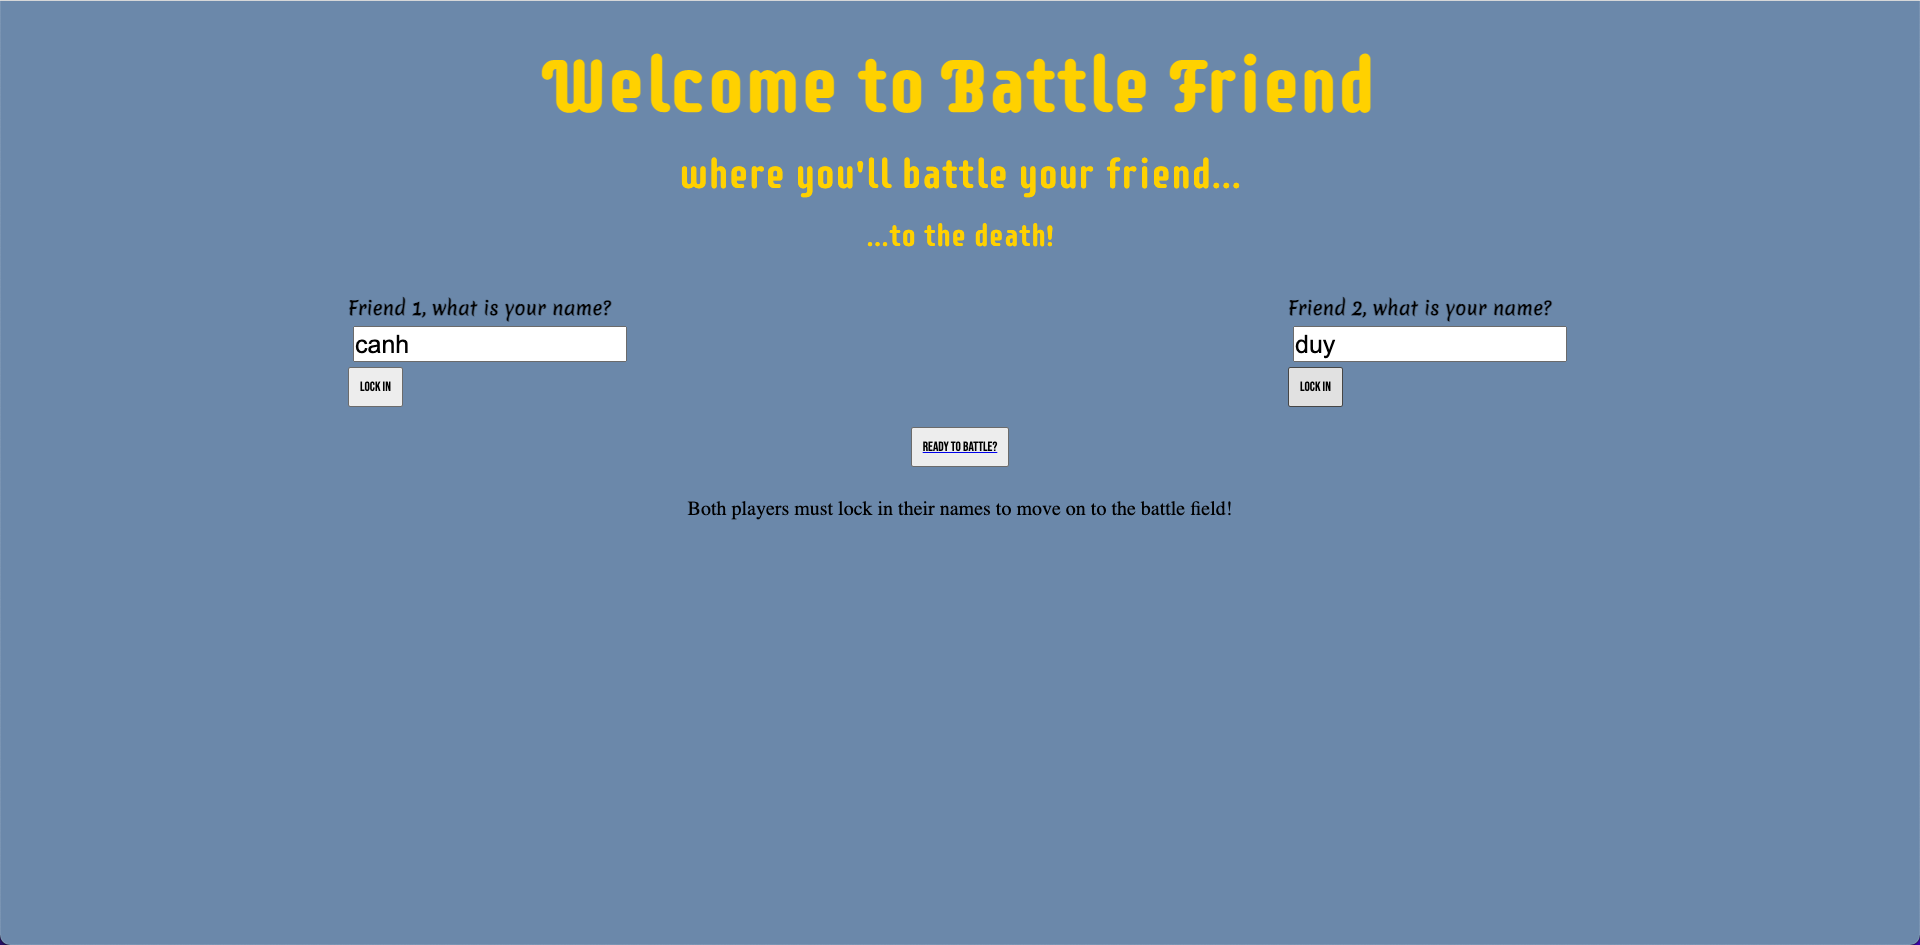 Welcome to Battle Friend
where you'll battle your friend...
...to the death!
Friend 1, what is your name?
canh
LOCK IN
Friend 2, what is your name?
duy
LOCK IN
READY TO BATTLE?
Both players must lock in their names to move on to the battle field!